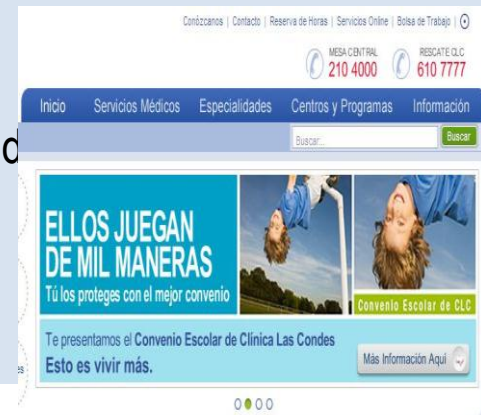 Conózcanos | Contacto | Reserva de Horas | Servicios Online | Bolsa de Trabajo |
MESA CENTRAL
210 4000
RESCATE CLC
610 7777
Inicio Servicios Médicos Especialidades Centros y Programas Información
Buscar... Buscar
ELLOS JUEGAN
DE MIL MANERAS
Tú los proteges con el mejor convenio
Convenio Escolar de CLC
Te presentamos el Convenio Escolar de Clínica Las Condes
Esto es vivir más.
Más Información Aquí